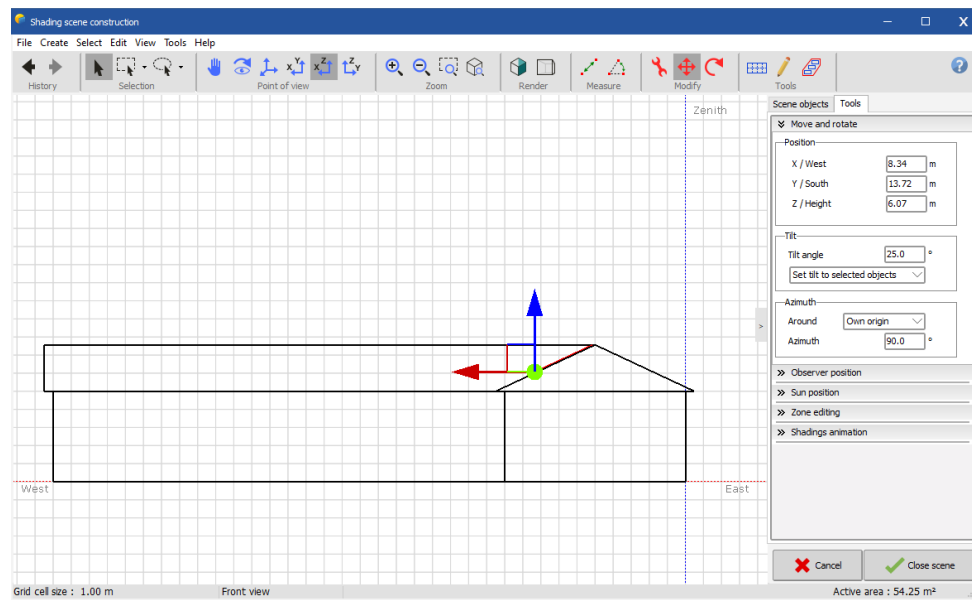 Shading scene construction
File Create Select Edit View Tools Help
History Selection Point of view Zoom Render Measure Modify Tools
Zenith
West
East
Scene objects Tools
Move and rotate
Position
X / West 8.34 m
Y / South 13.72 m
Z / Height 6.07 m
Tilt
Tilt angle 25.0 °
Set tilt to selected objects
Azimuth
Around Own origin
Azimuth 90.0 °
Observer position
Sun position
Zone editing
Shadings animation
Cancel Close scene
Grid cell size : 1.00 m Front view Active area : 54.25 m²